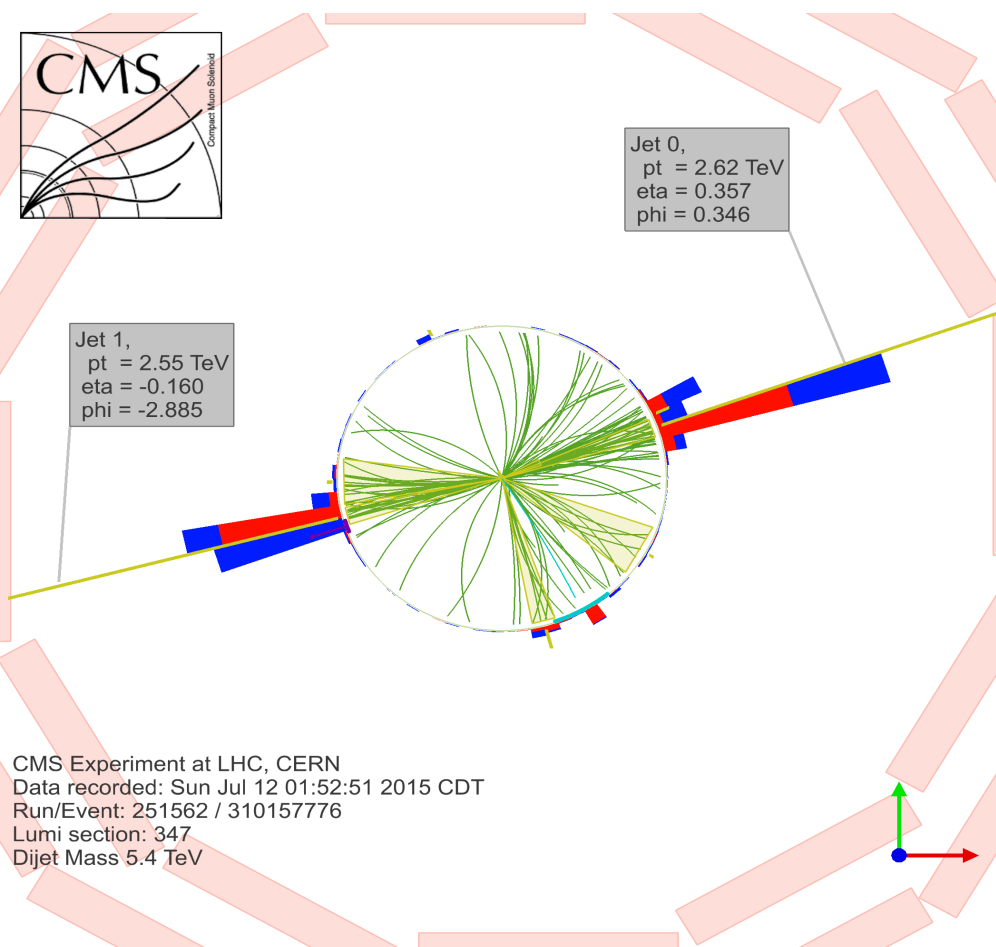 CMS
Compact Muon Solenoid
Jet 0,
pt = 2.62 TeV
eta = 0.357
phi = 0.346
Jet 1,
pt = 2.55 TeV
eta = -0.160
phi = -2.885
CMS Experiment at LHC, CERN
Data recorded: Sun Jul 12 01:52:51 2015 CDT
Run/Event: 251562 / 310157776
Lumi section: 347
Dijet Mass 5.4 TeV